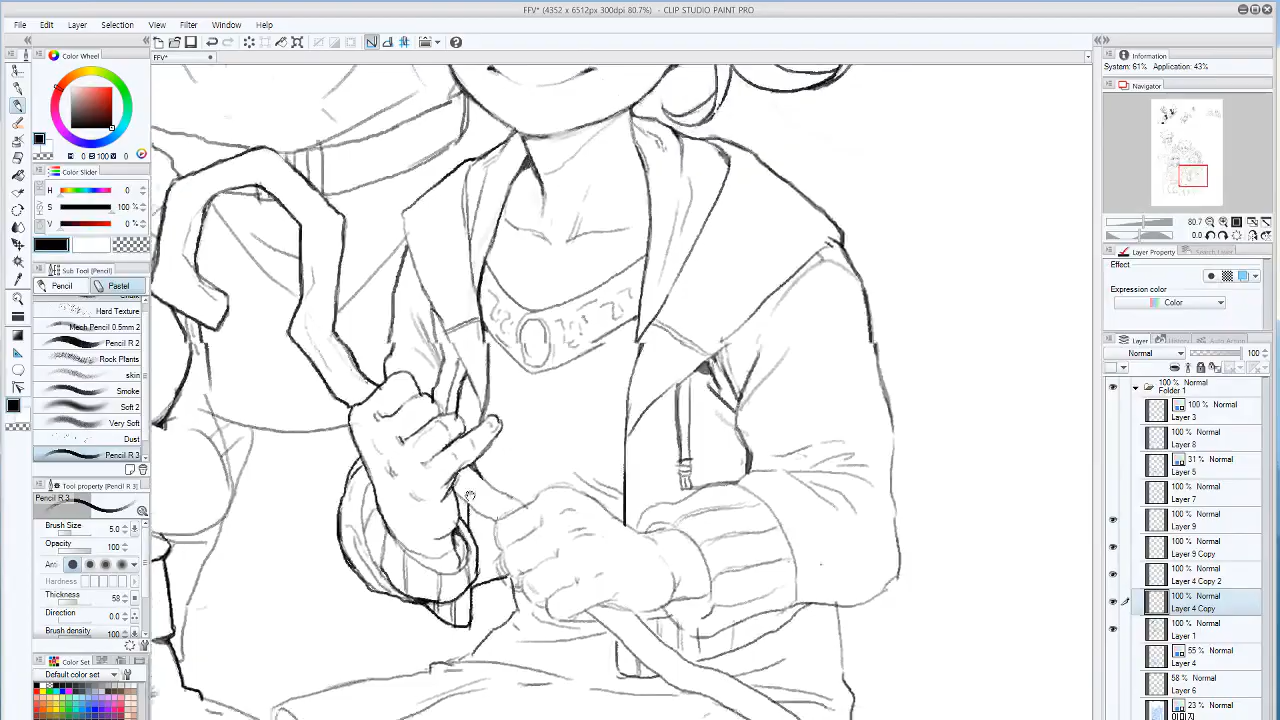 FFV* (4352 x 6512px 300dpi 80.7%) - CLIP STUDIO PAINT PRO
File Edit Layer Selection View Filter Window Help
FFV*
Color Wheel
0 100 0
Color Slider
H 0
S 100 %
V 0 %
Sub Tool [Pencil]
Pencil Pastel
Hard Texture
Mech Pencil 0.5mm 2
Pencil R 2
Rock Plants
skin
Smoke
Soft 2
Very Soft
Dust
Pencil R 3
Tool property [Pencil R 3]
Pencil R 3
Brush Size 5.0
Opacity 100
Hardness
Thickness 58
Direction 0.0
Brush density 100
Color Set
Default color set
Information
System: 61% Application: 43%
Navigator
80.7
0.0
Layer Property
Effect
Expression color
Color
Layer
Normal 100
100 % Normal
Folder
100 % Normal
Layer 3
100 % Normal
Layer 8
31 % Normal
Layer 5
100 % Normal
Layer 7
100 % Normal
Layer 9
100 % Normal
Layer 9 Copy
100 % Normal
Layer 4 Copy 2
100 % Normal
Layer 4 Copy
100 % Normal
Layer 1
55 % Normal
Layer 4
58 % Normal
Layer 6
23 % Normal